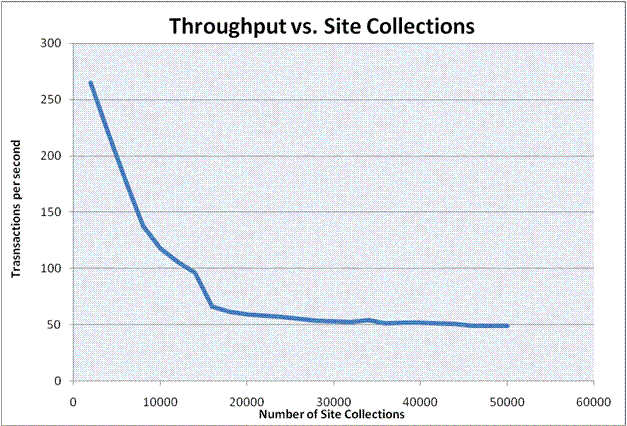 Throughput vs. Site Collections
300
250
200
150
100
50
0
Trasnsactions per second
0 10000 20000 30000 40000 50000 60000
Number of Site Collections